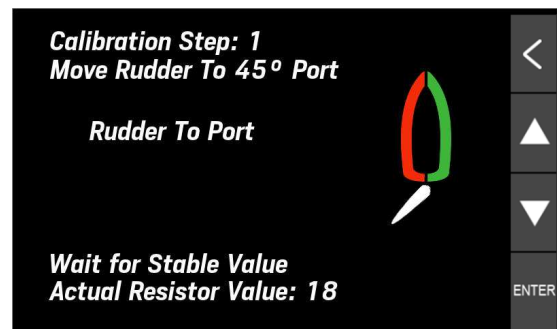 Calibration Step: 1
Move Rudder To 45º Port
Rudder To Port
Wait for Stable Value
Actual Resistor Value: 18
ENTER